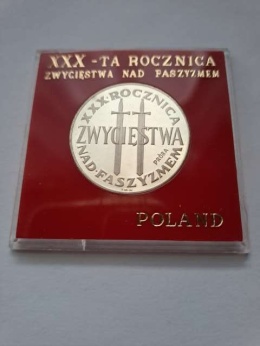 XXX-TA ROCZNICA
ZWYCIĘSTWA NAD FASZYZMEM
XXX·ROCZNICA
ZWYCIĘSTWA
PRÓBA
NAD·FASZYZMEM
POLAND